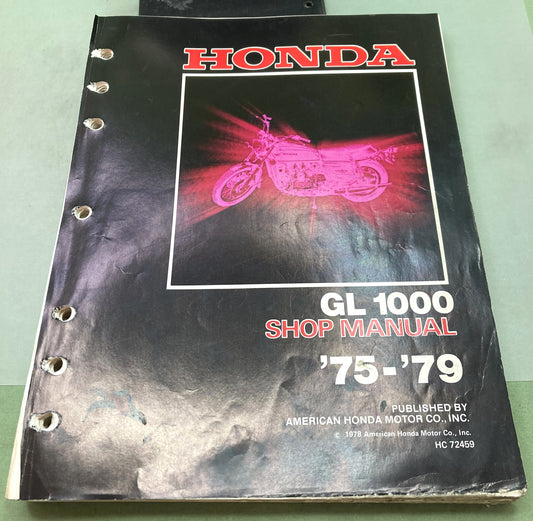 HONDA
GL 1000
SHOP MANUAL
'75-'79
PUBLISHED BY
AMERICAN HONDA MOTOR CO., INC.
© 1978 American Honda Motor Co., Inc.
HC 72459